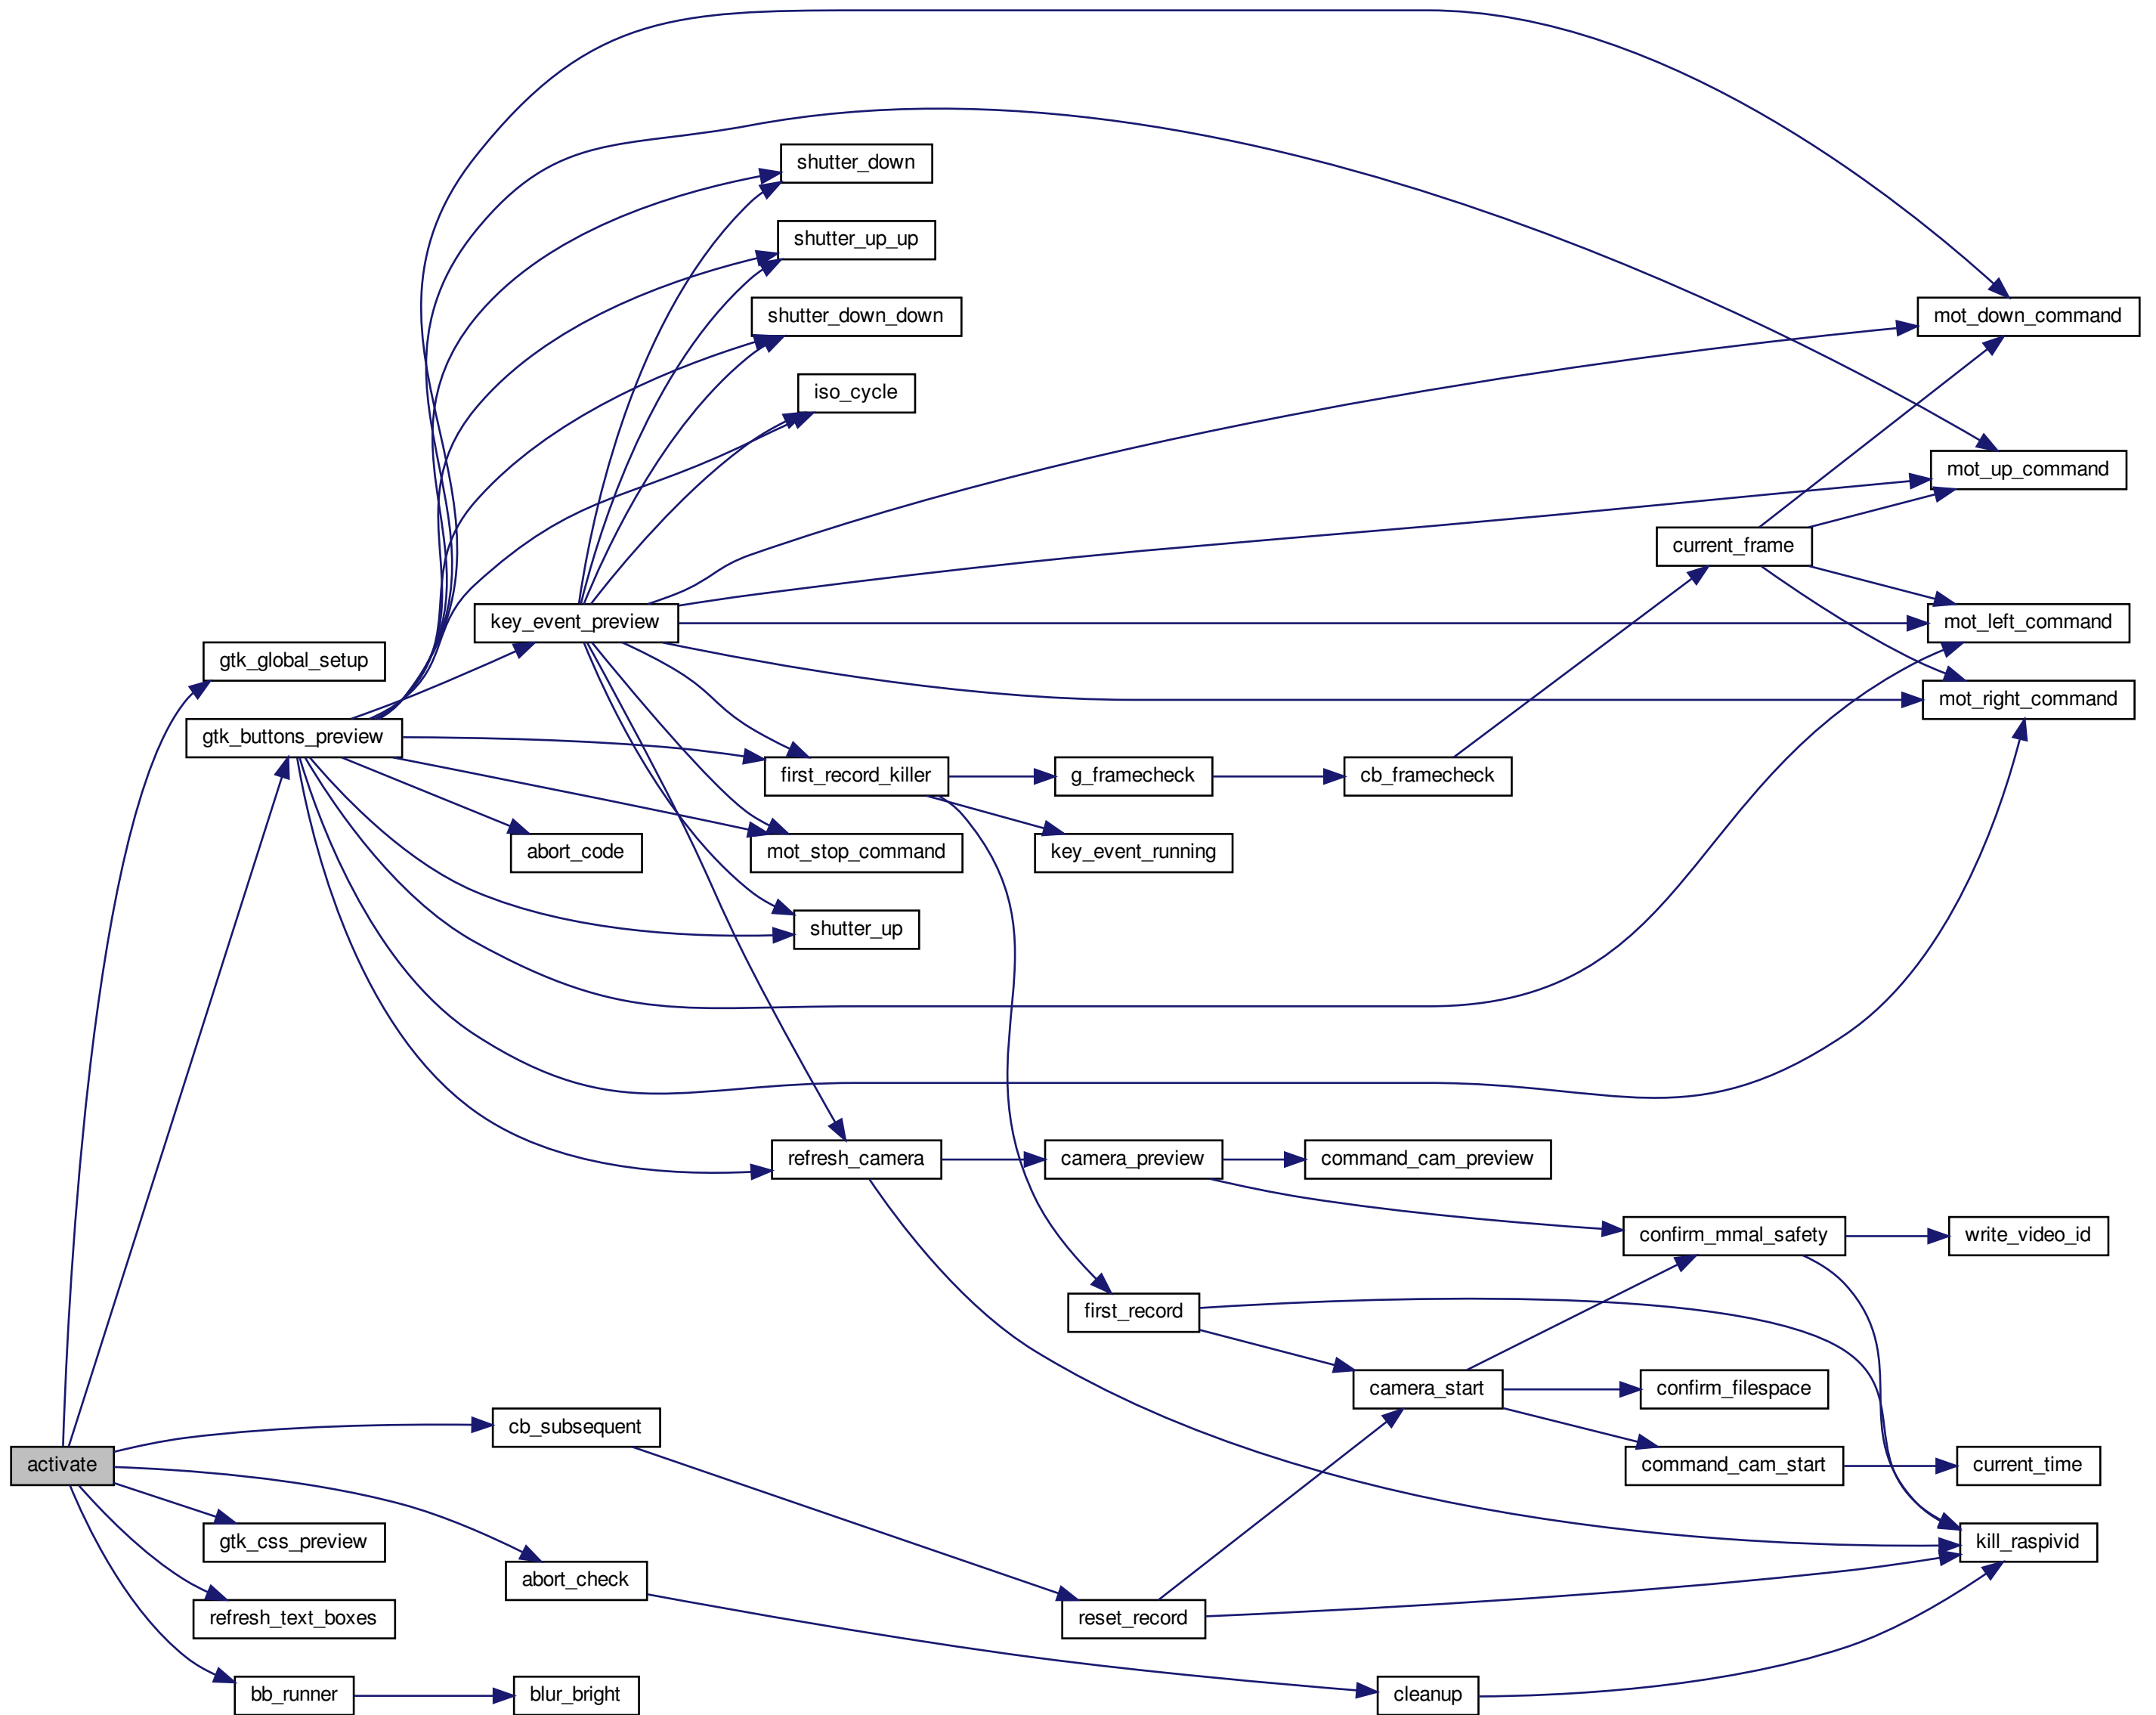 shutter_down
shutter_up_up
shutter_down_down
mot_down_command
iso_cycle
mot_up_command
current_frame
key_event_preview
mot_left_command
gtk_global_setup
mot_right_command
gtk_buttons_preview
first_record_killer
g_framecheck
cb_framecheck
abort_code
mot_stop_command
key_event_running
shutter_up
refresh_camera
camera_preview
command_cam_preview
confirm_mmal_safety
write_video_id
first_record
camera_start
confirm_filespace
cb_subsequent
activate
command_cam_start
current_time
gtk_css_preview
kill_raspivid
abort_check
refresh_text_boxes
reset_record
bb_runner
blur_bright
cleanup